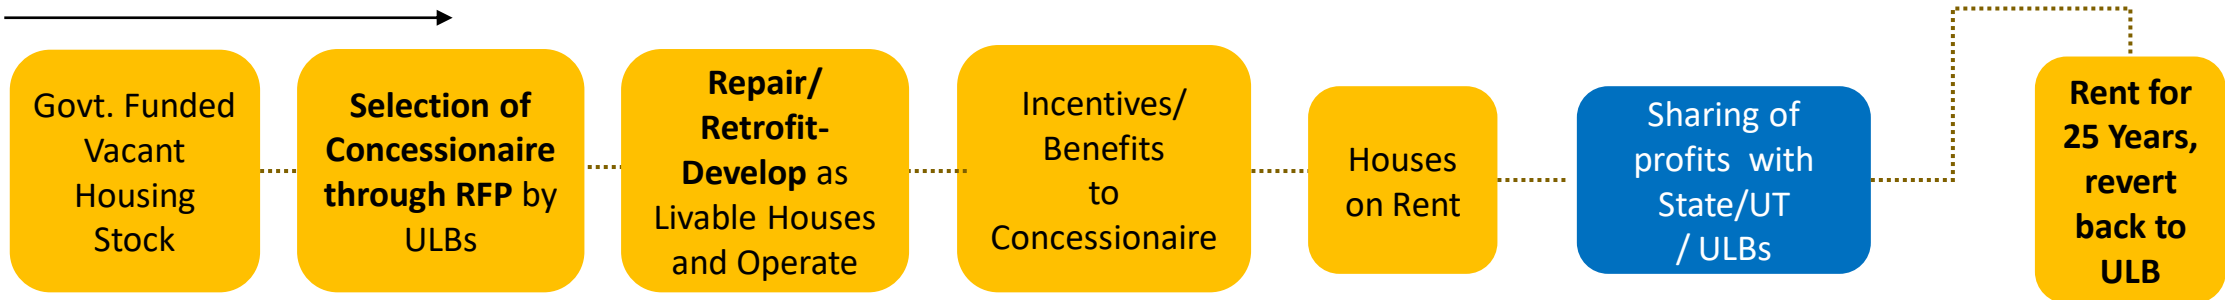 Govt. Funded
Vacant
Housing
Stock
Selection of
Concessionaire
through RFP by
ULBs
Repair/
Retrofit-
Develop as
Livable Houses
and Operate
Incentives/
Benefits
to
Concessionaire
Houses
on Rent
Sharing of
profits with
State/UT
/ ULBs
Rent for
25 Years,
revert
back to
ULB